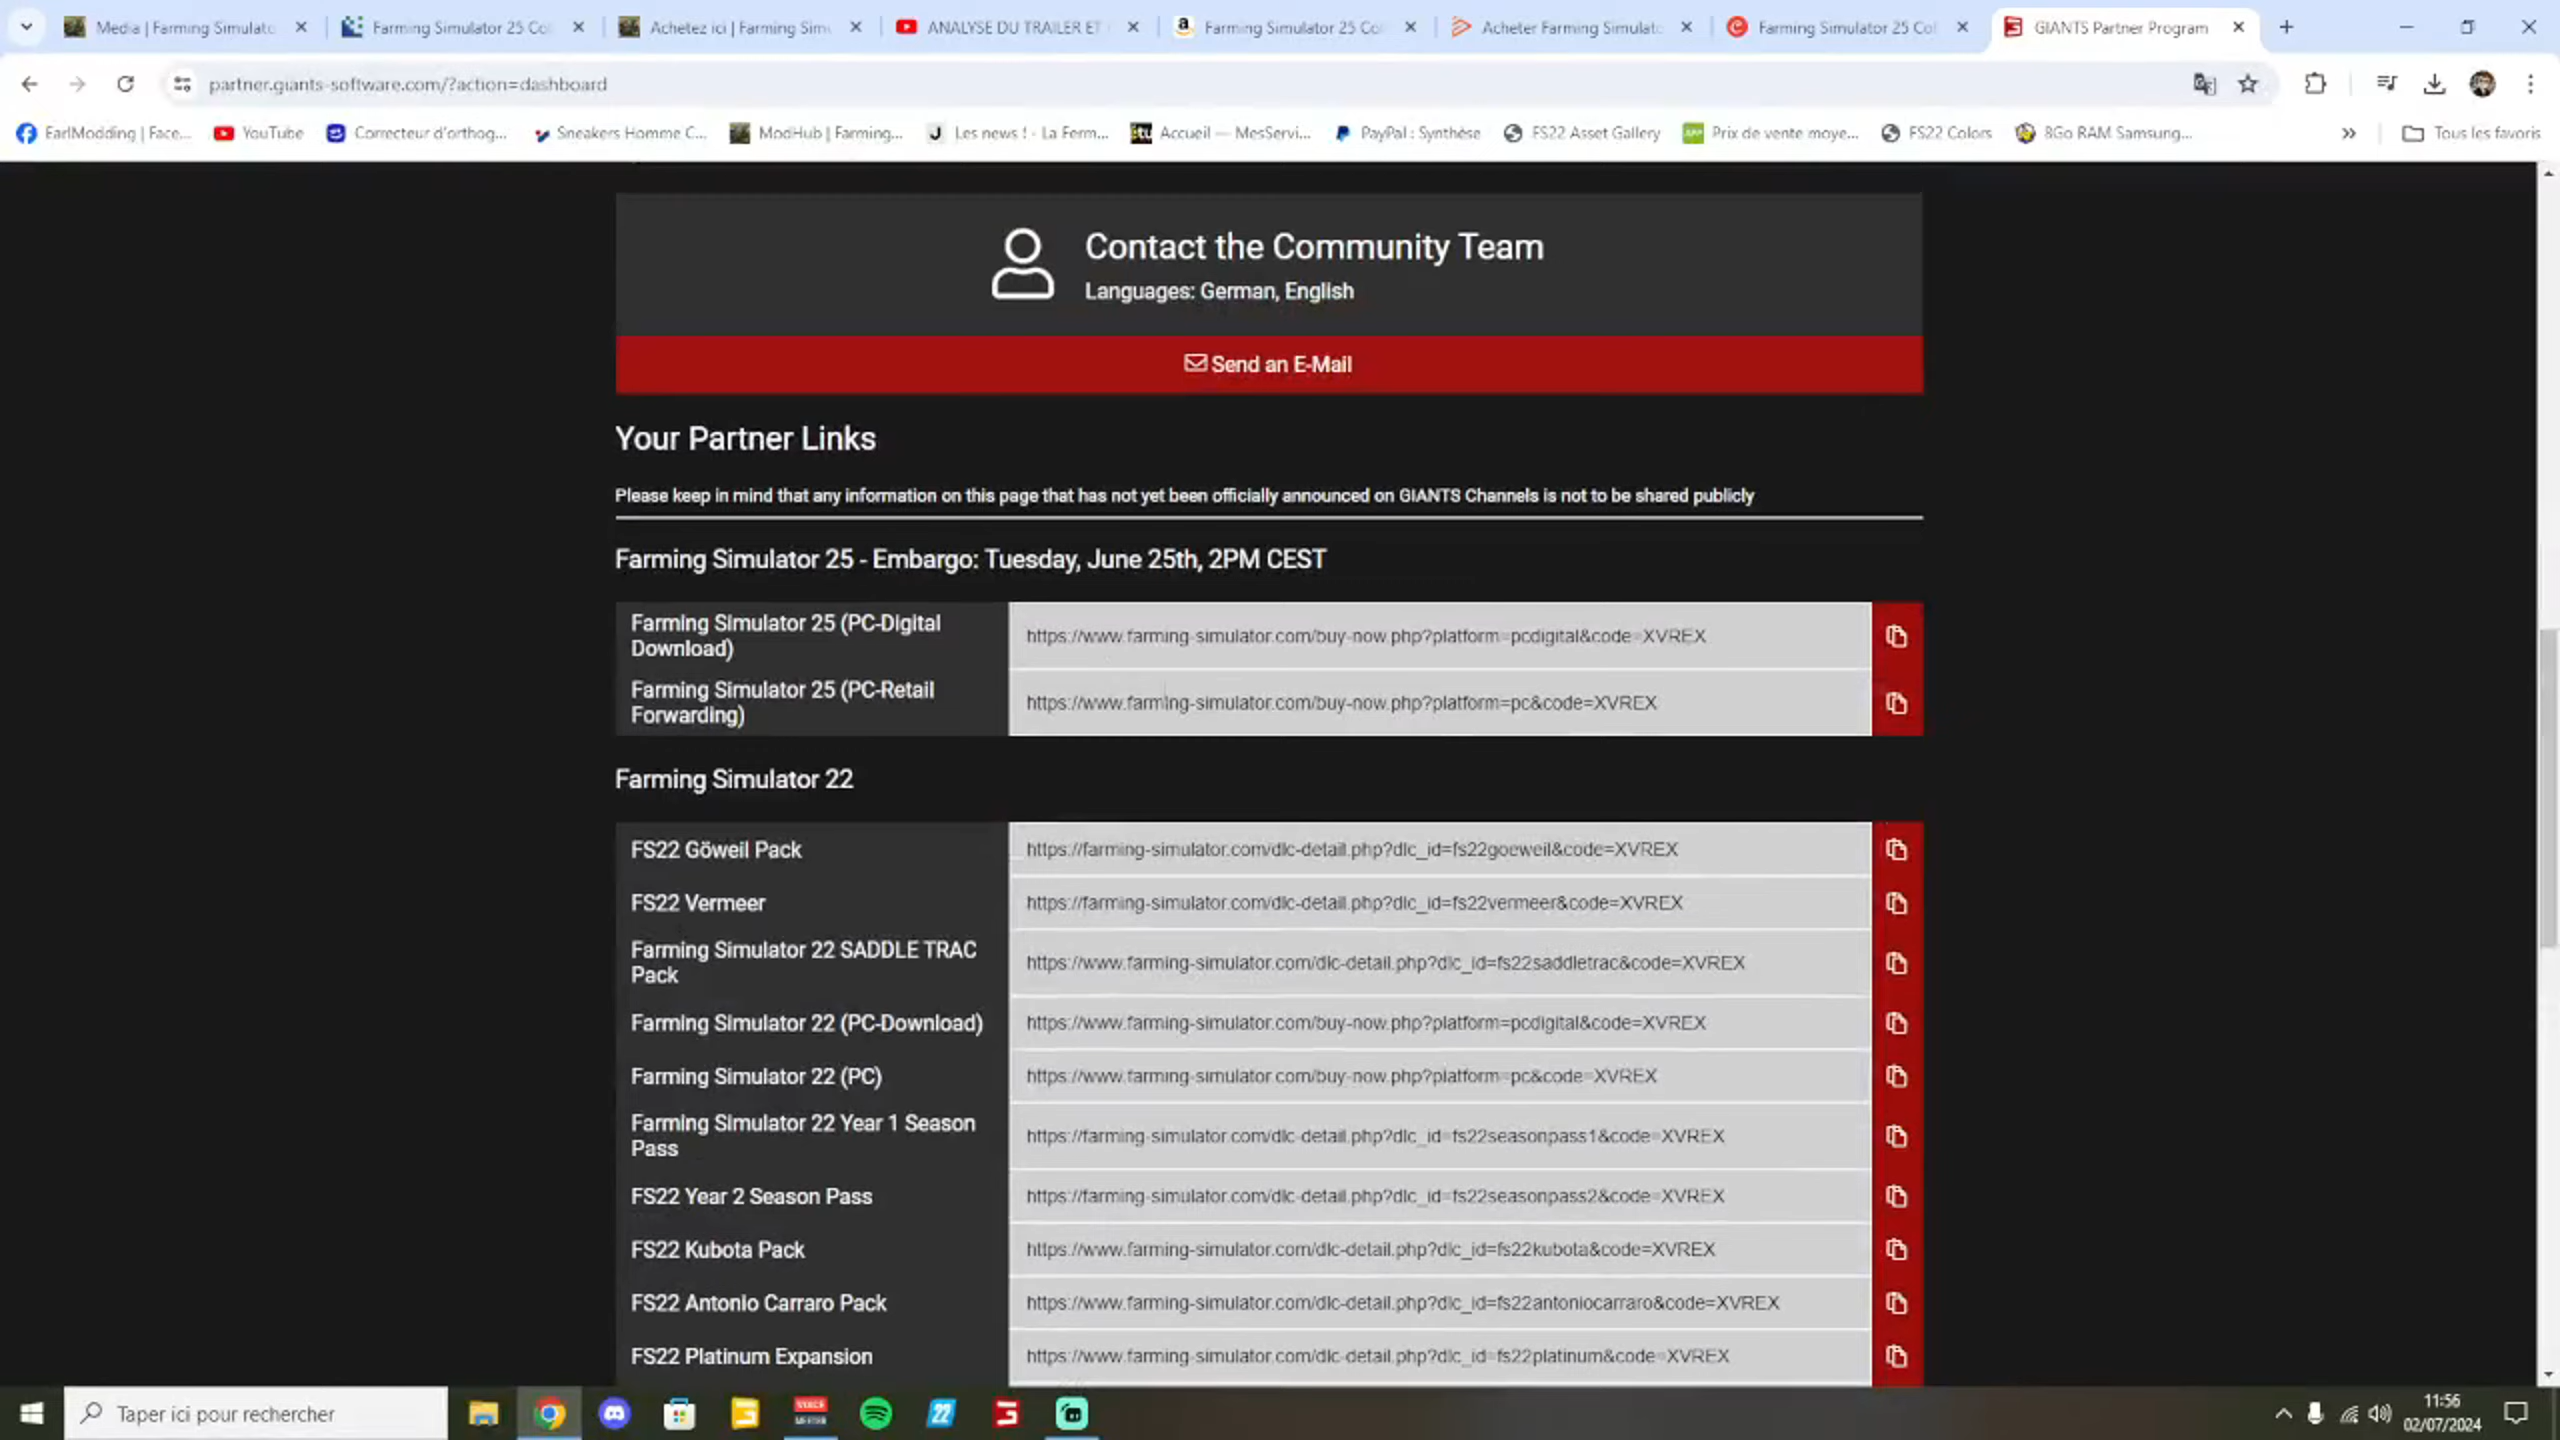 Media | Farming Simulato
Farming Simulator 25 Co
Achetez ici | Farming Sim
ANALYSE DU TRAILER ET
Farming Simulator 25 Co
Acheter Farming Simulato
Farming Simulator 25 Col
GIANTS Partner Program
partner.giants-software.com/?action=dashboard
EarlModding | Face...
YouTube
Correcteur d'orthog...
Sneakers Homme C...
ModHub | Farming...
Les news ! - La Ferm...
Accueil — MesServi...
PayPal : Synthèse
FS22 Asset Gallery
Prix de vente moye...
FS22 Colors
8Go RAM Samsung...
Tous les favoris
Contact the Community Team
Languages: German, English
Send an E-Mail
Your Partner Links
Please keep in mind that any information on this page that has not yet been officially announced on GIANTS Channels is not to be shared publicly
Farming Simulator 25 - Embargo: Tuesday, June 25th, 2PM CEST
Farming Simulator 25 (PC-Digital
Download)
https://www.farming-simulator.com/buy-now.php?platform=pcdigital&code=XVREX
Farming Simulator 25 (PC-Retail
Forwarding)
https://www.farming-simulator.com/buy-now.php?platform=pc&code=XVREX
Farming Simulator 22
FS22 Göweil Pack
https://farming-simulator.com/dlc-detail.php?dlc_id=fs22goeweil&code=XVREX
FS22 Vermeer
https://farming-simulator.com/dlc-detail.php?dlc_id=fs22vermeer&code=XVREX
Farming Simulator 22 SADDLE TRAC
Pack
https://www.farming-simulator.com/dlc-detail.php?dlc_id=fs22saddletrac&code=XVREX
Farming Simulator 22 (PC-Download)
https://www.farming-simulator.com/buy-now.php?platform=pcdigital&code=XVREX
Farming Simulator 22 (PC)
https://www.farming-simulator.com/buy-now.php?platform=pc&code=XVREX
Farming Simulator 22 Year 1 Season
Pass
https://farming-simulator.com/dlc-detail.php?dlc_id=fs22seasonpass1&code=XVREX
FS22 Year 2 Season Pass
https://farming-simulator.com/dlc-detail.php?dlc_id=fs22seasonpass2&code=XVREX
FS22 Kubota Pack
https://www.farming-simulator.com/dlc-detail.php?dlc_id=fs22kubota&code=XVREX
FS22 Antonio Carraro Pack
https://www.farming-simulator.com/dlc-detail.php?dlc_id=fs22antoniocarraro&code=XVREX
FS22 Platinum Expansion
https://www.farming-simulator.com/dlc-detail.php?dlc_id=fs22platinum&code=XVREX
Taper ici pour rechercher
VOICE
MEETER
22
11:56
02/07/2024